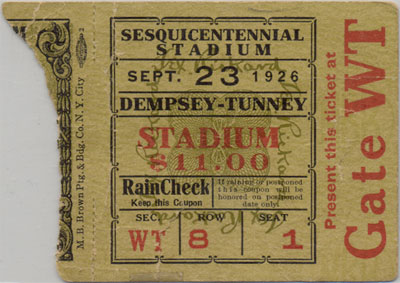 SESQUICENTENNIAL
STADIUM
SEPT. 23 1926
DEMPSEY-TUNNEY
STADIUM
$11.00
RainCheck
Keep this Coupon
If rainier or postponed
this coupon will be
honored on postponed
date only.
SEC. ROW SEAT
WT 8 1
M. B. Brown Ptg. & Bdg. Co. N. Y. City
Present this ticket at
Gate WT